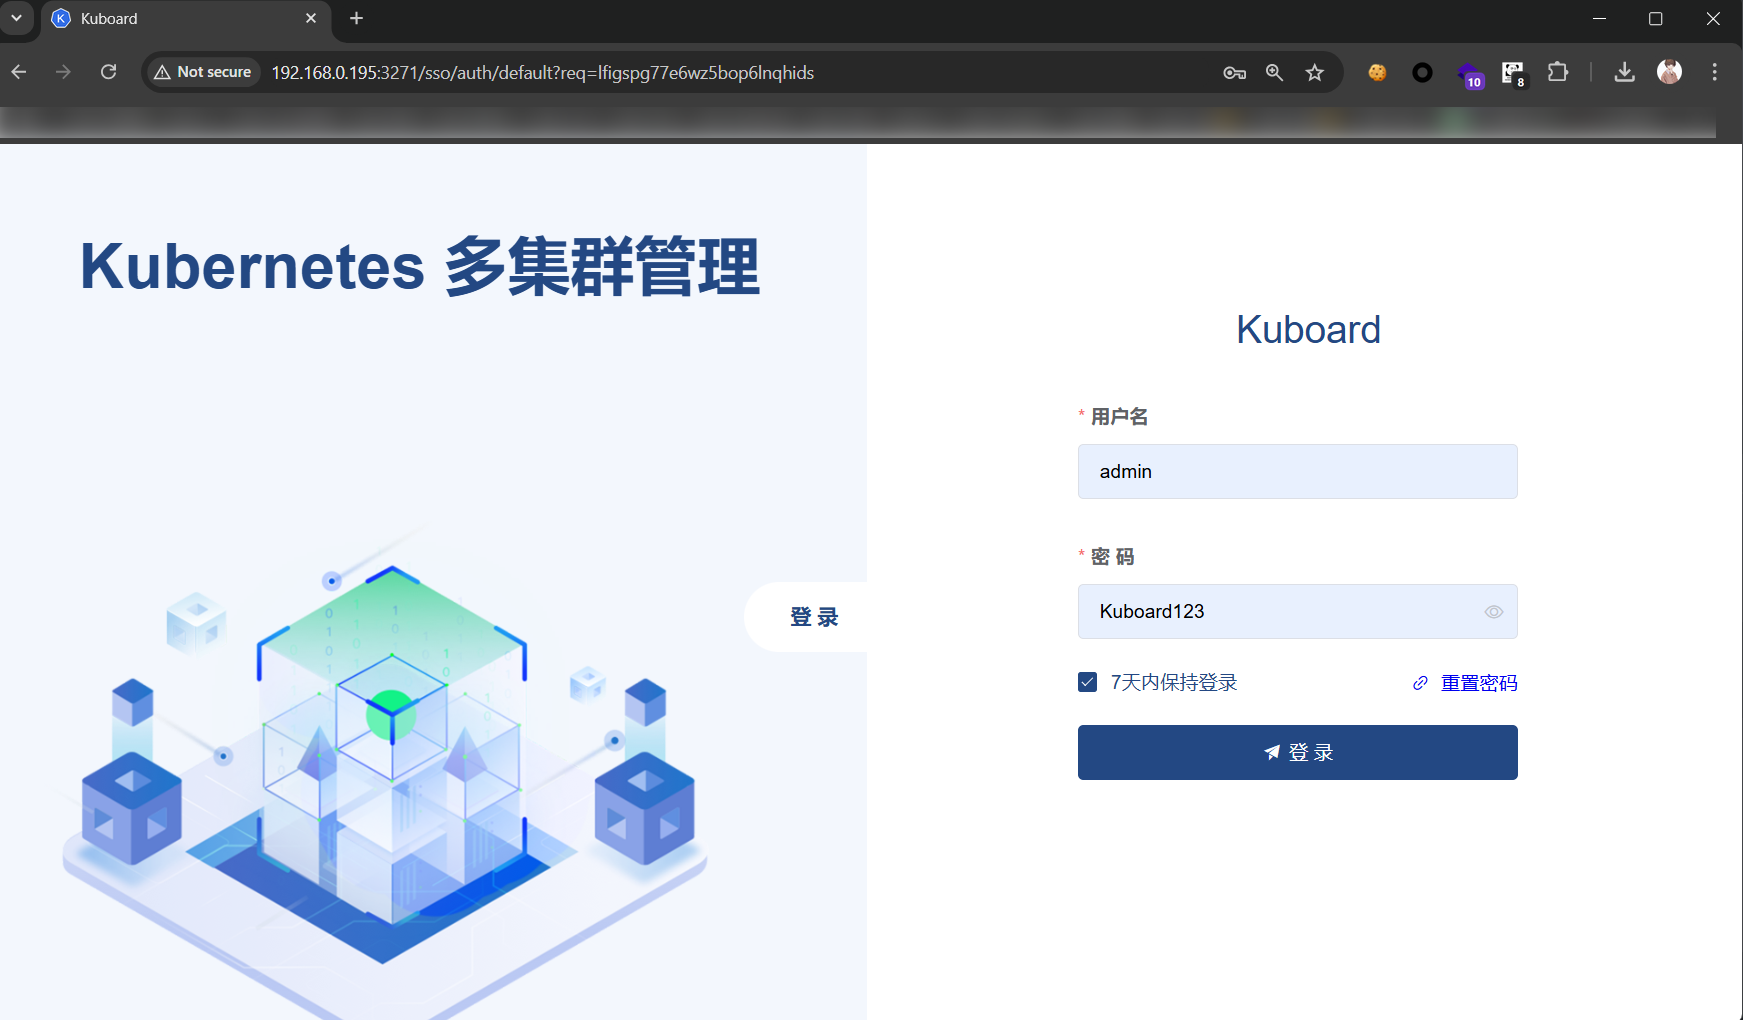 Kuboard
Not secure
192.168.0.195:3271/sso/auth/default?req=lfigspg77e6wz5bop6lnqhids
10
8
Kubernetes 多集群管理
登 录
Kuboard
* 用户名
admin
* 密 码
Kuboard123
7天内保持登录
重置密码
登 录